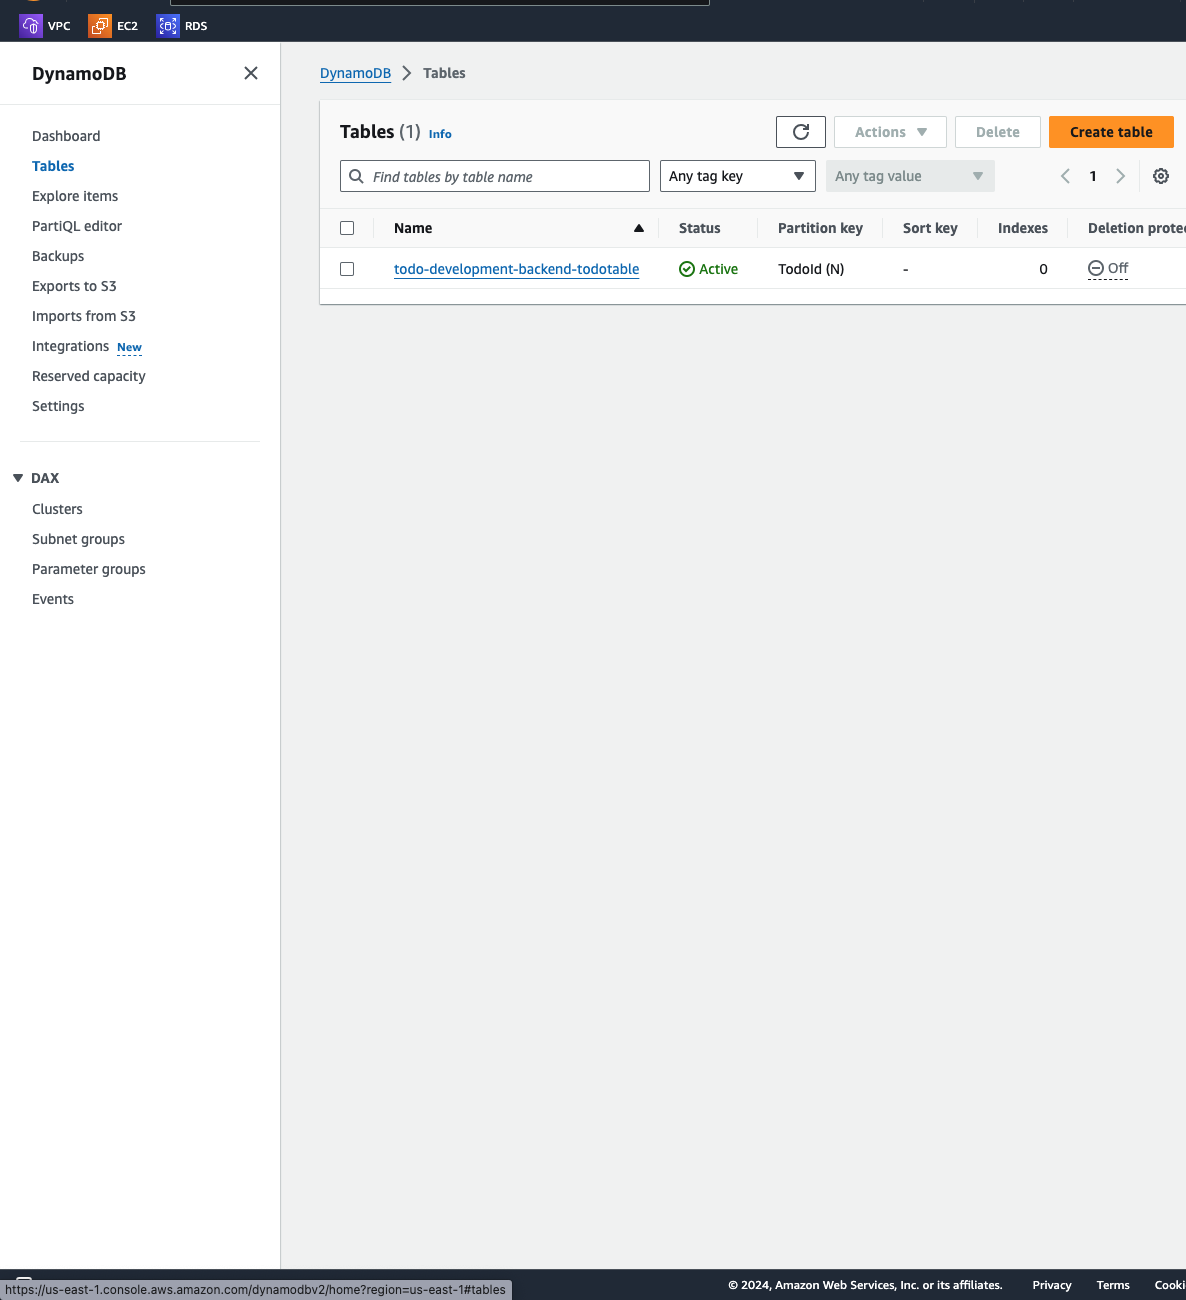 VPC EC2 RDS
DynamoDB
DynamoDB Tables
Dashboard
Tables
Explore items
PartiQL editor
Backups
Exports to S3
Imports from S3
Integrations New
Reserved capacity
Settings
DAX
Clusters
Subnet groups
Parameter groups
Events
Tables (1) Info
Actions Delete Create table
Find tables by table name Any tag key Any tag value 1
Name Status Partition key Sort key Indexes Deletion protec
todo-development-backend-todotable Active TodoId (N) - 0 Off
https://us-east-1.console.aws.amazon.com/dynamodbv2/home?region=us-east-1#tables
© 2024, Amazon Web Services, Inc. or its affiliates. Privacy Terms Cooki